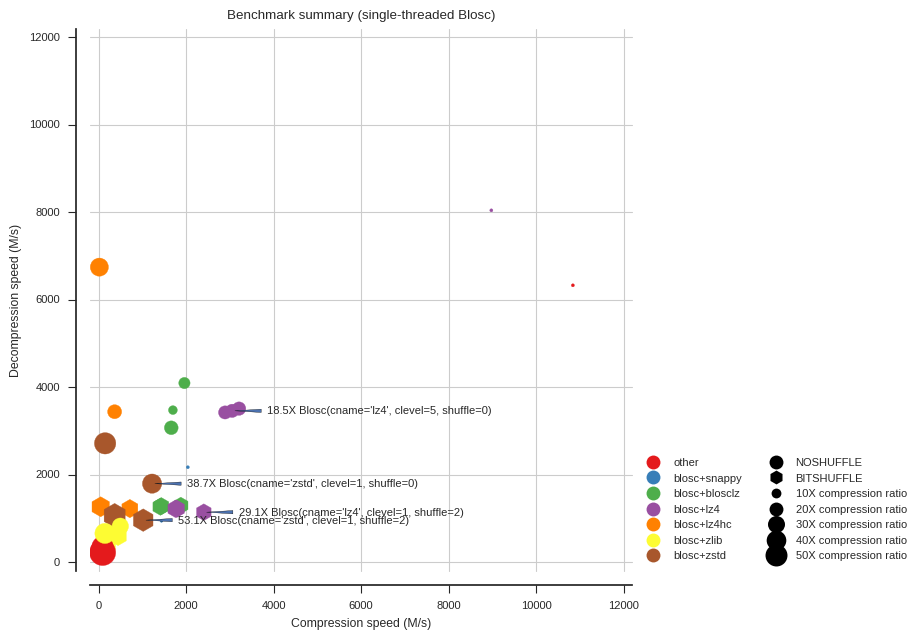 Benchmark summary (single-threaded Blosc)
12000
10000
8000
6000
4000
2000
0
Decompression speed (M/s)
18.5X Blosc(cname='lz4', clevel=5, shuffle=0)
38.7X Blosc(cname='zstd', clevel=1, shuffle=0)
29.1X Blosc(cname='lz4', clevel=1, shuffle=2)
53.1X Blosc(cname='zstd', clevel=1, shuffle=2)
0 2000 4000 6000 8000 10000 12000
Compression speed (M/s)
other
blosc+snappy
blosc+blosclz
blosc+lz4
blosc+lz4hc
blosc+zlib
blosc+zstd
NOSHUFFLE
BITSHUFFLE
10X compression ratio
20X compression ratio
30X compression ratio
40X compression ratio
50X compression ratio